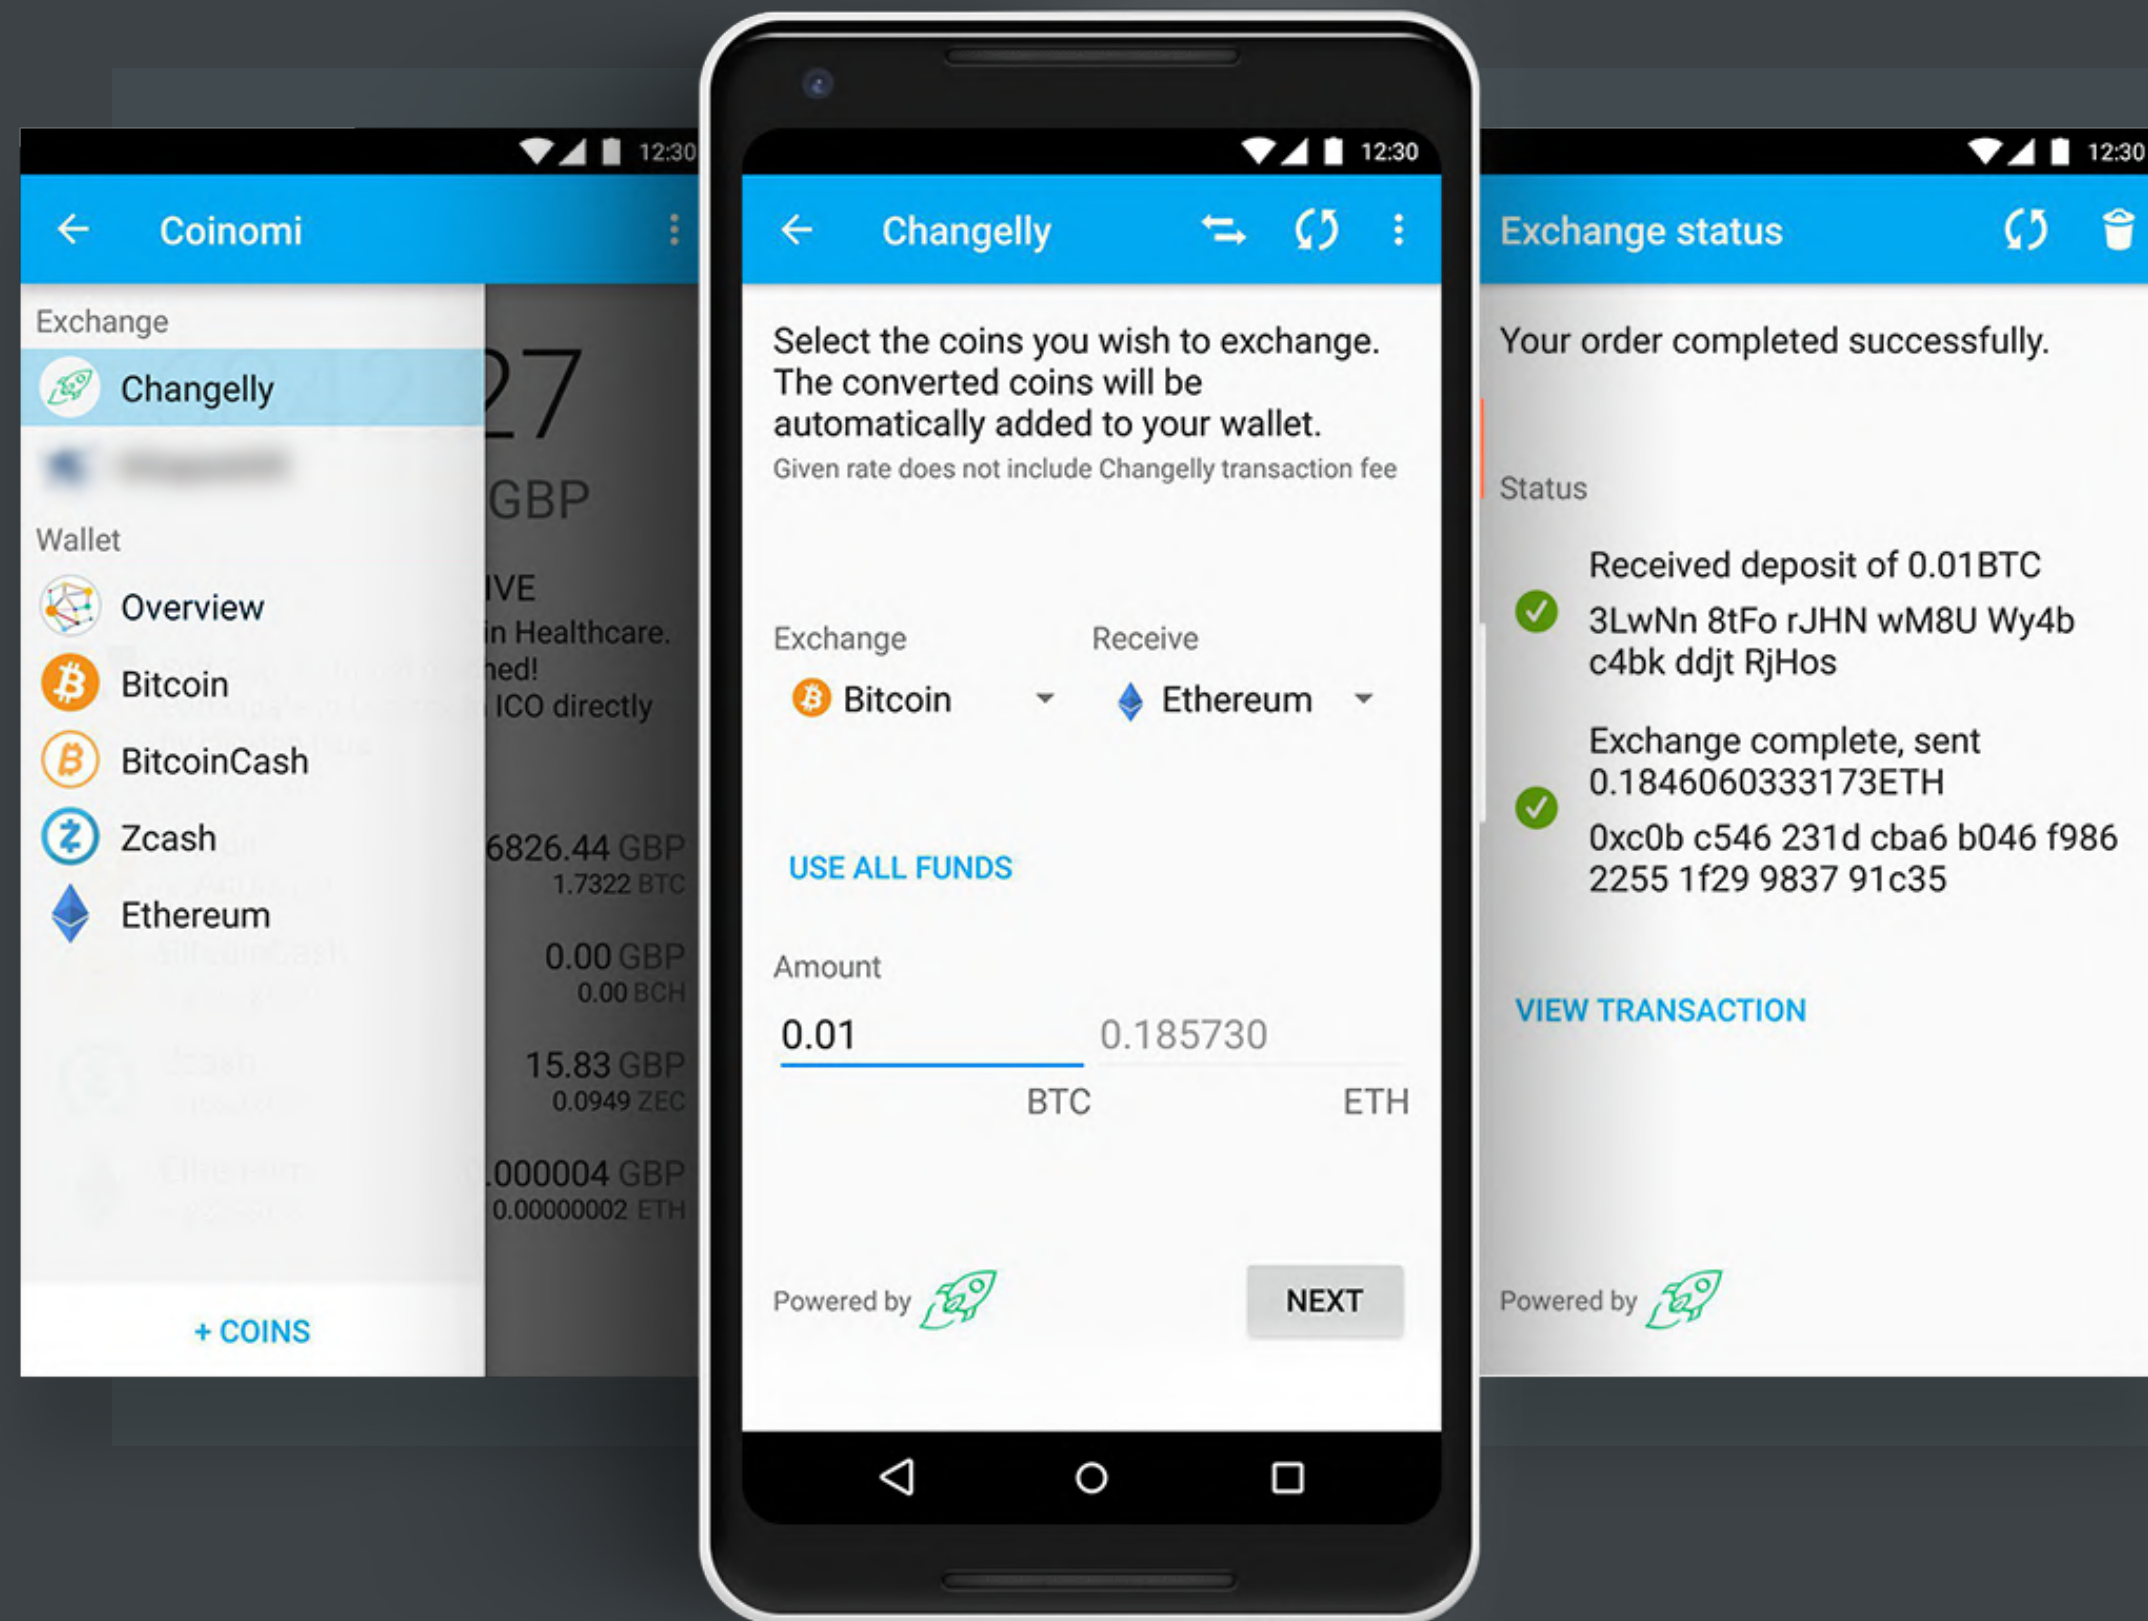 12:30
Coinomi
Exchange
Changelly
Wallet
Overview
Bitcoin
BitcoinCash
Zcash
Ethereum
+ COINS
27
GBP
in Healthcare.
ICO directly
6826.44 GBP
1.7322 BTC
0.00 GBP
0.00 BCH
15.83 GBP
0.0949 ZEC
.000004 GBP
0.00000002 ETH
12:30
Changelly
Select the coins you wish to exchange.
The converted coins will be
automatically added to your wallet.
Given rate does not include Changelly transaction fee
Exchange
Receive
Bitcoin
Ethereum
USE ALL FUNDS
Amount
0.01
0.185730
BTC
ETH
Powered by
NEXT
12:30
Exchange status
Your order completed successfully.
Status
Received deposit of 0.01BTC
3LwNn 8tFo rJHN wM8U Wy4b
c4bk ddjt RjHos
Exchange complete, sent
0.1846060333173ETH
0xc0b c546 231d cba6 b046 f986
2255 1f29 9837 91c35
VIEW TRANSACTION
Powered by